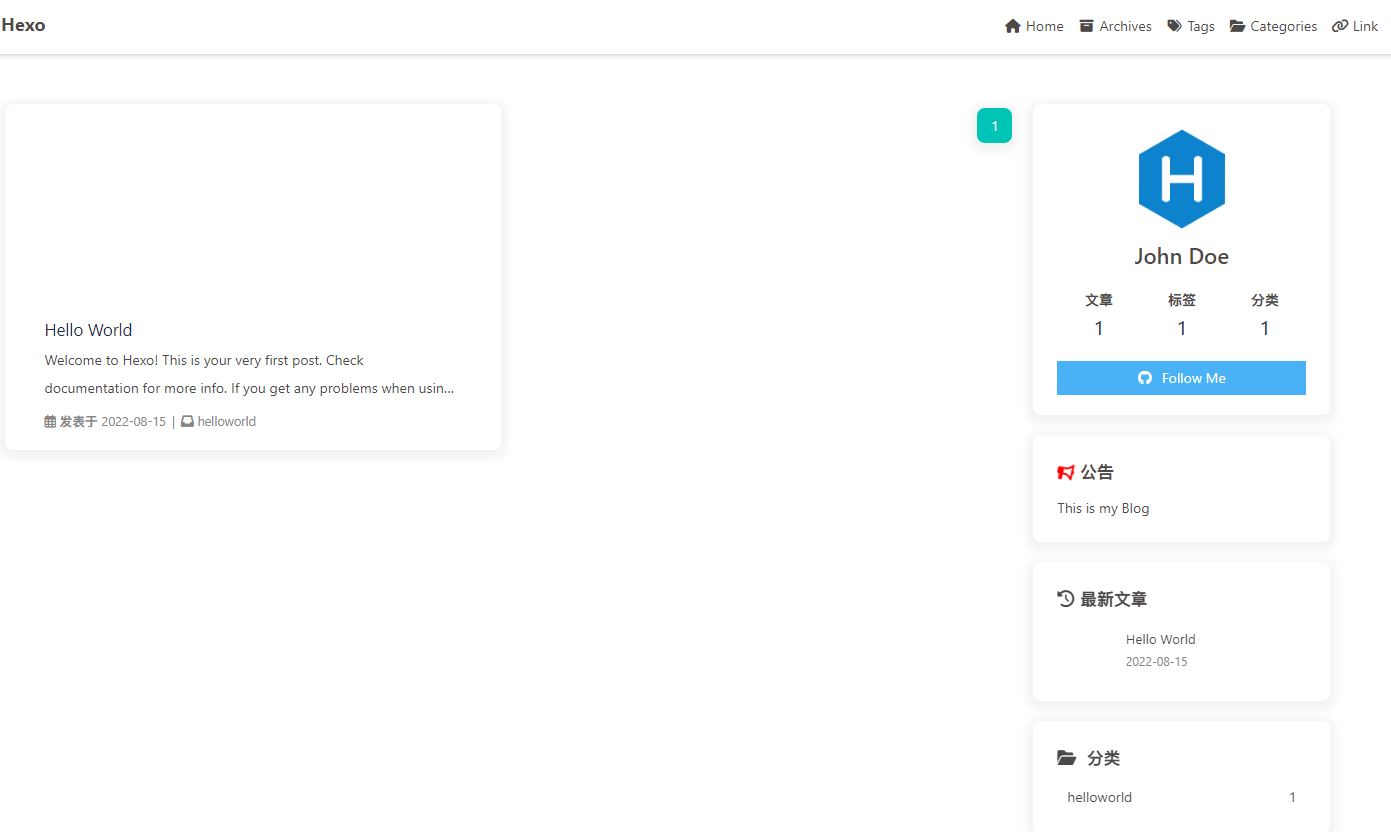 Hexo
Home Archives Tags Categories Link
Hello World
Welcome to Hexo! This is your very first post. Check
documentation for more info. If you get any problems when usin...
发表于 2022-08-15 | helloworld
1
H
John Doe
文章 标签 分类
1 1 1
Follow Me
公告
This is my Blog
最新文章
Hello World
2022-08-15
分类
helloworld 1